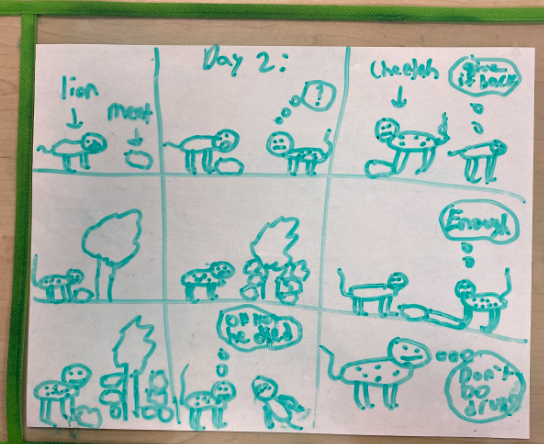 Day 2:
lion
meat
!
Cheetah
give
it back
Enough
oh no
he died
Don't
Do
drugs